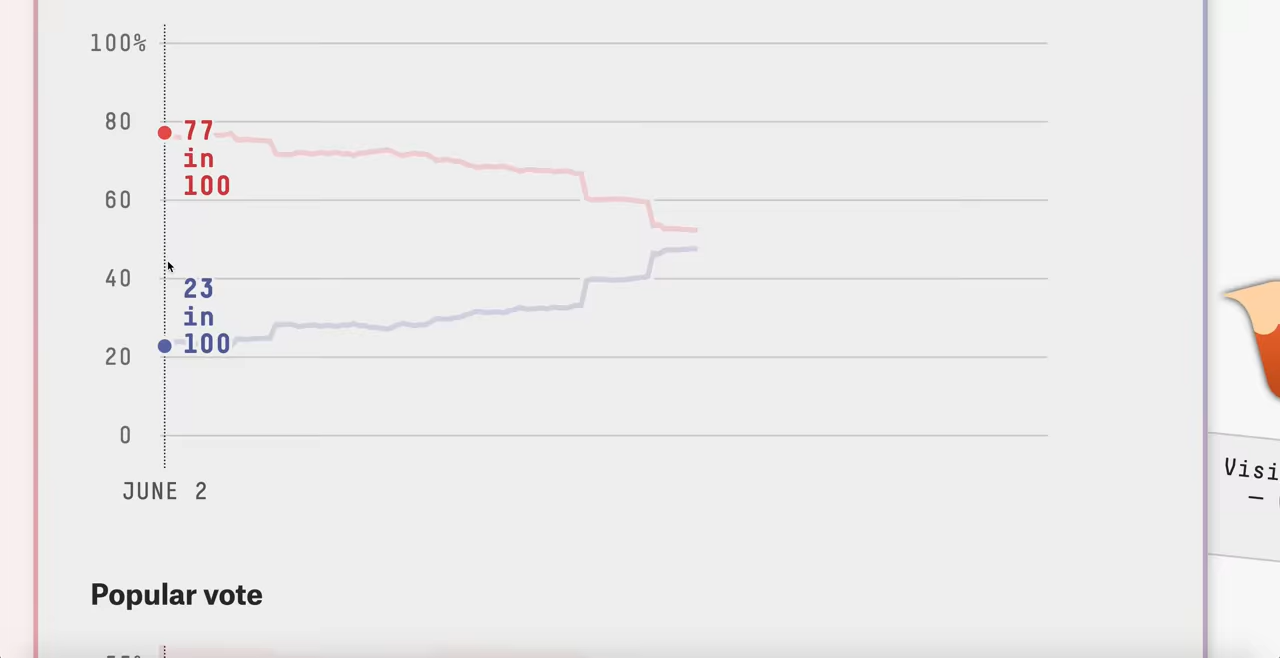 100%
80
77
in
100
60
40
23
in
100
20
0
JUNE 2
Visi
—
Popular vote